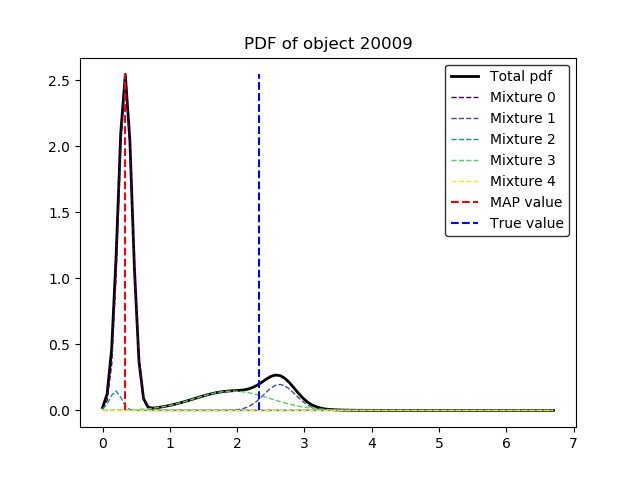 PDF of object 20009
Total pdf
Mixture 0
Mixture 1
Mixture 2
Mixture 3
Mixture 4
MAP value
True value
2.5
2.0
1.5
1.0
0.5
0.0
0 1 2 3 4 5 6 7